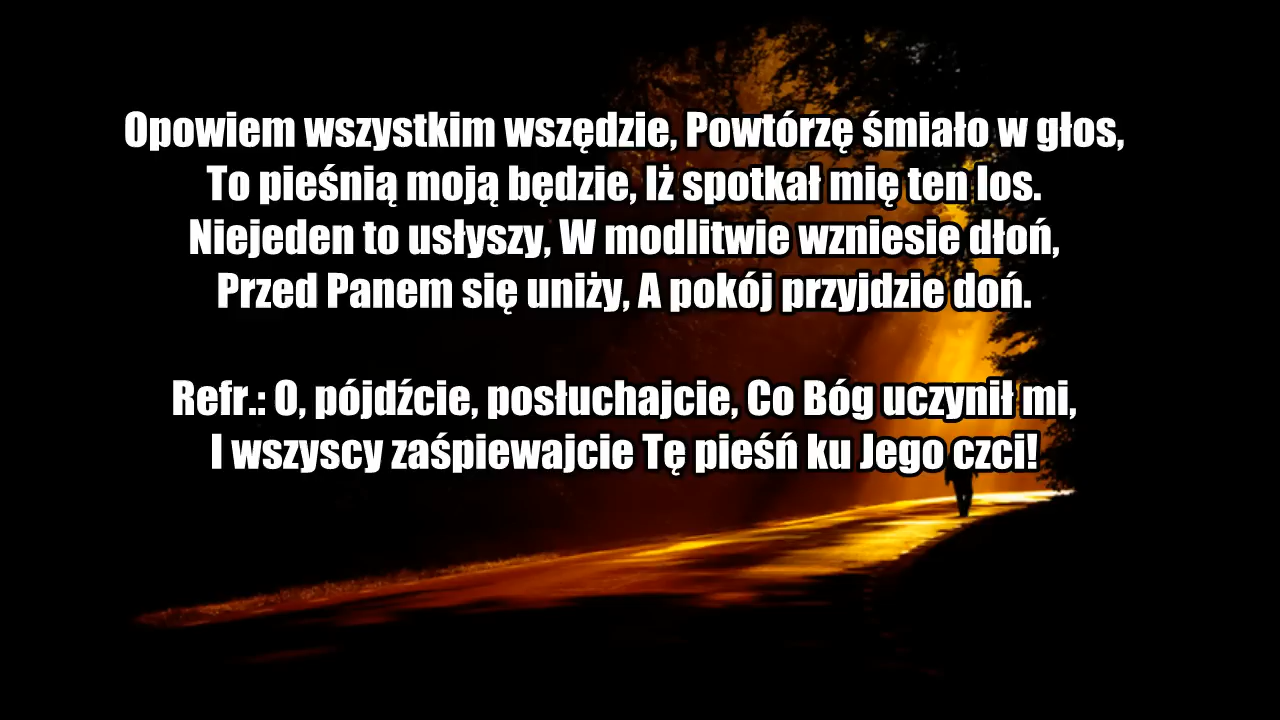 Opowiem wszystkim wszędzie, Powtórzę śmiało w głos,
To pieśnią moją będzie, Iż spotkał mię ten los.
Niejeden to usłyszy, W modlitwie wzniesie dłoń,
Przed Panem się uniży, A pokój przyjdzie doń.
Refr.: O, pójdźcie, posłuchajcie, Co Bóg uczynił mi,
I wszyscy zaśpiewajcie Tę pieśń ku Jego czci!